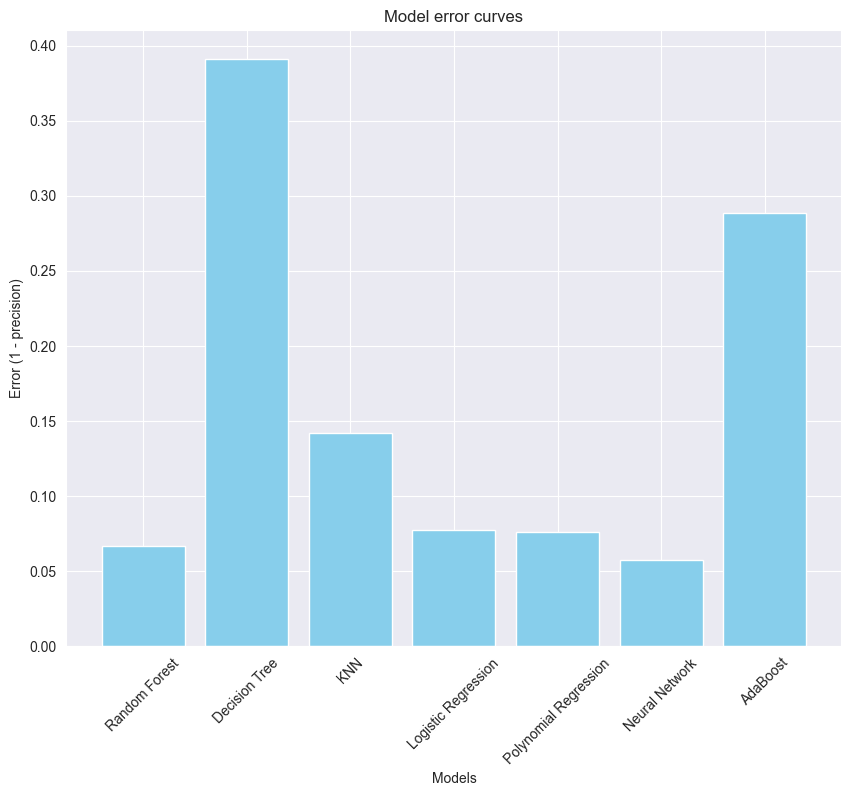 Model error curves
Error (1 - precision)
0.40
0.35
0.30
0.25
0.20
0.15
0.10
0.05
0.00
Random Forest
Decision Tree
KNN
Logistic Regression
Polynomial Regression
Neural Network
AdaBoost
Models